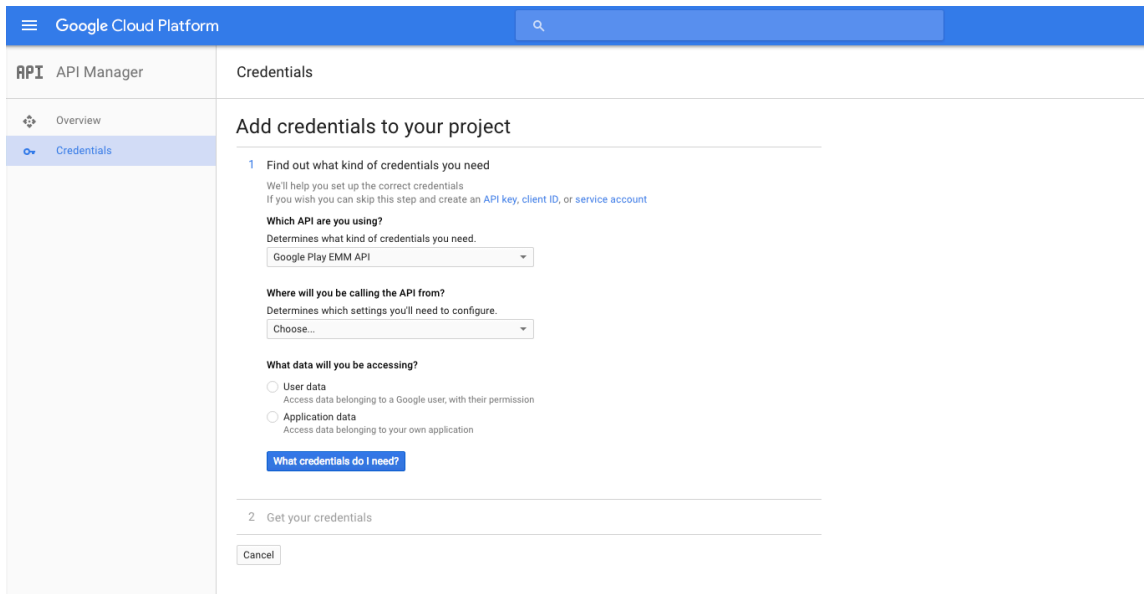 Google Cloud Platform
API API Manager
Credentials
Overview
Credentials
Add credentials to your project
1 Find out what kind of credentials you need
We'll help you set up the correct credentials
If you wish you can skip this step and create an API key, client ID, or service account
Which API are you using?
Determines what kind of credentials you need.
Google Play EMM API
Where will you be calling the API from?
Determines which settings you'll need to configure.
Choose...
What data will you be accessing?
User data
Access data belonging to a Google user, with their permission
Application data
Access data belonging to your own application
What credentials do I need?
2 Get your credentials
Cancel